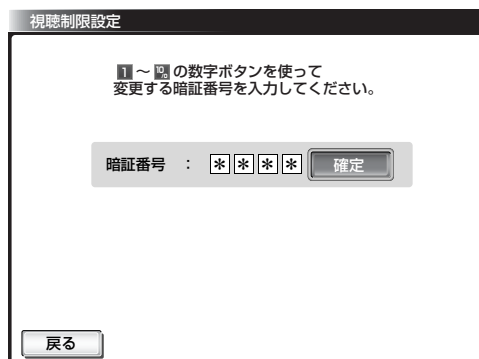 視聴制限設定
1 ～ 10 の数字ボタンを使って
変更する暗証番号を入力してください。
暗証番号 ： ＊ ＊ ＊ ＊ 確定
戻る